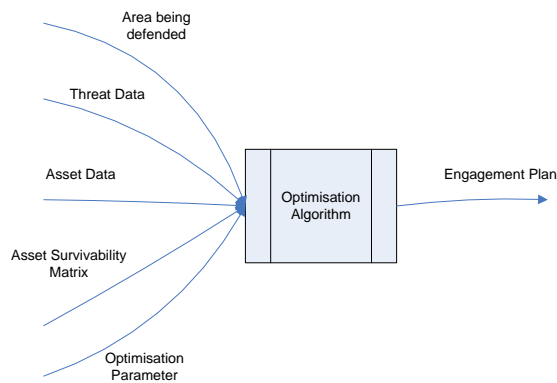 Area being
defended
Threat Data
Asset Data
Asset Survivability
Matrix
Optimisation
Parameter
Optimisation
Algorithm
Engagement Plan